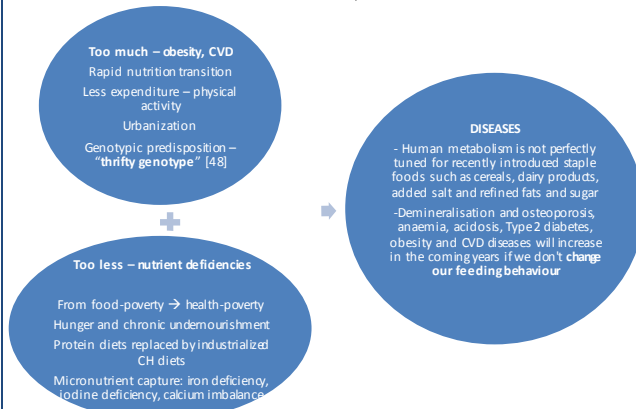 Too much – obesity, CVD
Rapid nutrition transition
Less expenditure – physical
activity
Urbanization
Genotypic predisposition –
“thrifty genotype” [48]
Too less – nutrient deficiencies
From food-poverty → health-poverty
Hunger and chronic undernourishment
Protein diets replaced by industrialized
CH diets
Micronutrient capture: iron deficiency,
iodine deficiency, calcium imbalance
DISEASES
- Human metabolism is not perfectly
tuned for recently introduced staple
foods such as cereals, dairy products,
added salt and refined fats and sugar
-Demineralisation and osteoporosis,
anaemia, acidosis, Type 2 diabetes,
obesity and CVD diseases will increase
in the coming years if we don't change
our feeding behaviour